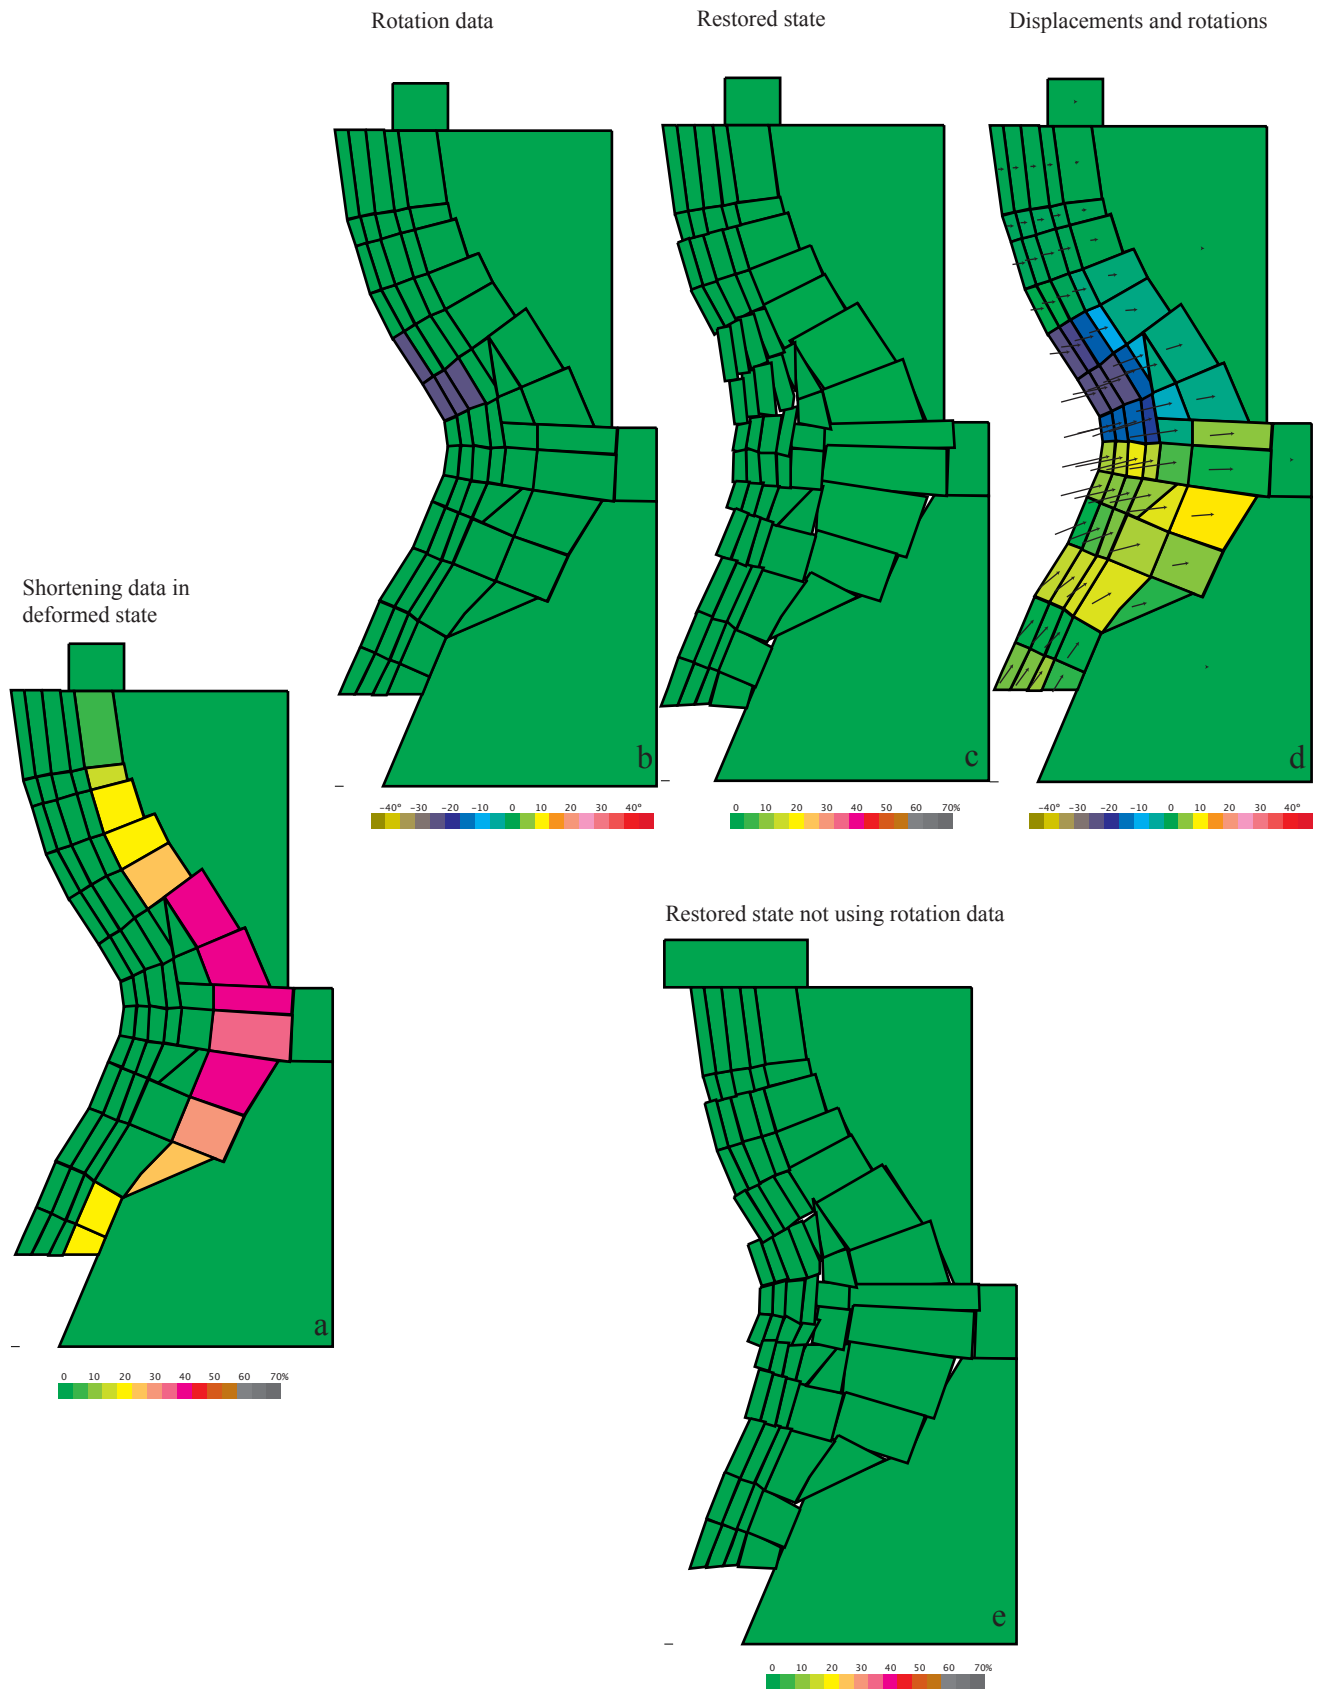 Rotation data
Restored state
Displacements and rotations
Shortening data in
deformed state
b
c
d
−40° −30 −20 −10 0 10 20 30 40°
0 10 20 30 40 50 60 70%
−40° −30 −20 −10 0 10 20 30 40°
a
0 10 20 30 40 50 60 70%
Restored state not using rotation data
e
0 10 20 30 40 50 60 70%